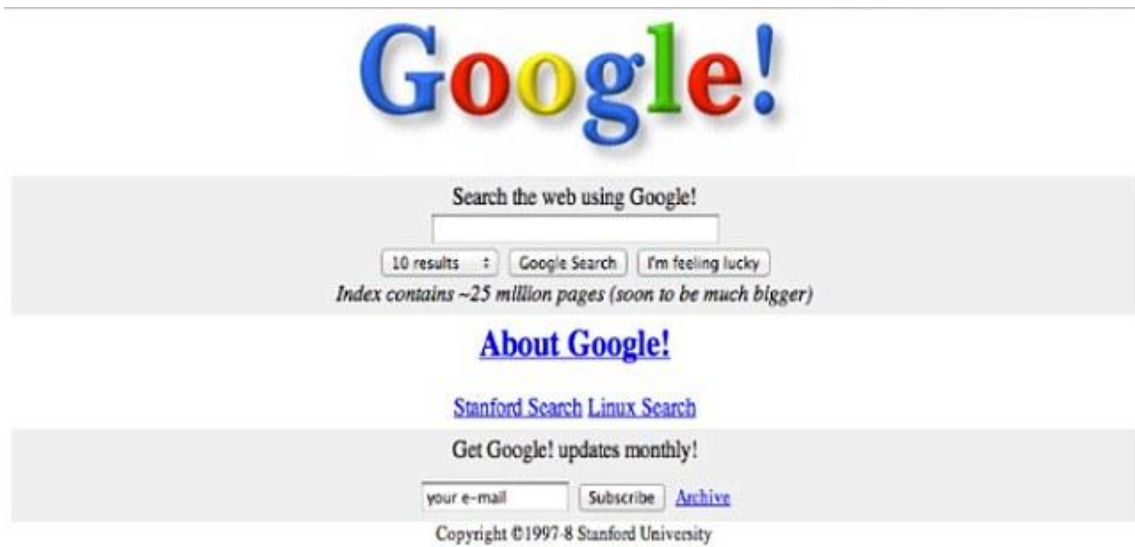 Google!
Search the web using Google!
10 results Google Search I'm feeling lucky
Index contains ~25 million pages (soon to be much bigger)
About Google!
Stanford Search Linux Search
Get Google! updates monthly!
your e-mail Subscribe Archive
Copyright ©1997-8 Stanford University